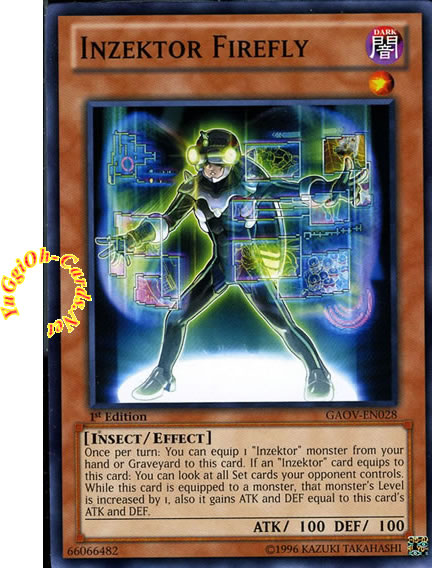 INZEKTOR FIREFLY
DARK
闇
YuGgiOh-Cards.Net
1st Edition
GAOV-EN028
[INSECT/EFFECT]
Once per turn: You can equip 1 "Inzektor" monster from your
hand or Graveyard to this card. If an "Inzektor" card equips to
this card: You can look at all Set cards your opponent controls.
While this card is equipped to a monster, that monster's Level
is increased by 1, also it gains ATK and DEF equal to this card's
ATK and DEF.
ATK/ 100 DEF/ 100
66066482
©1996 KAZUKI TAKAHASHI